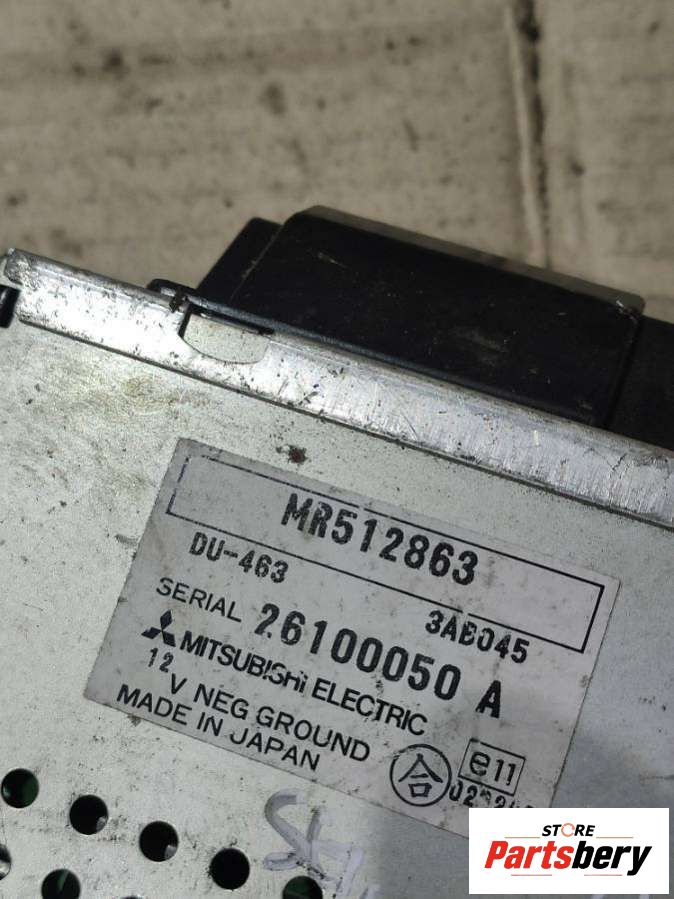 MR512863
DU-463
3AB045
SERIAL 26100050 A
MITSUBISHI ELECTRIC
12 V NEG GROUND
MADE IN JAPAN
合
e11
STORE
Partsbery